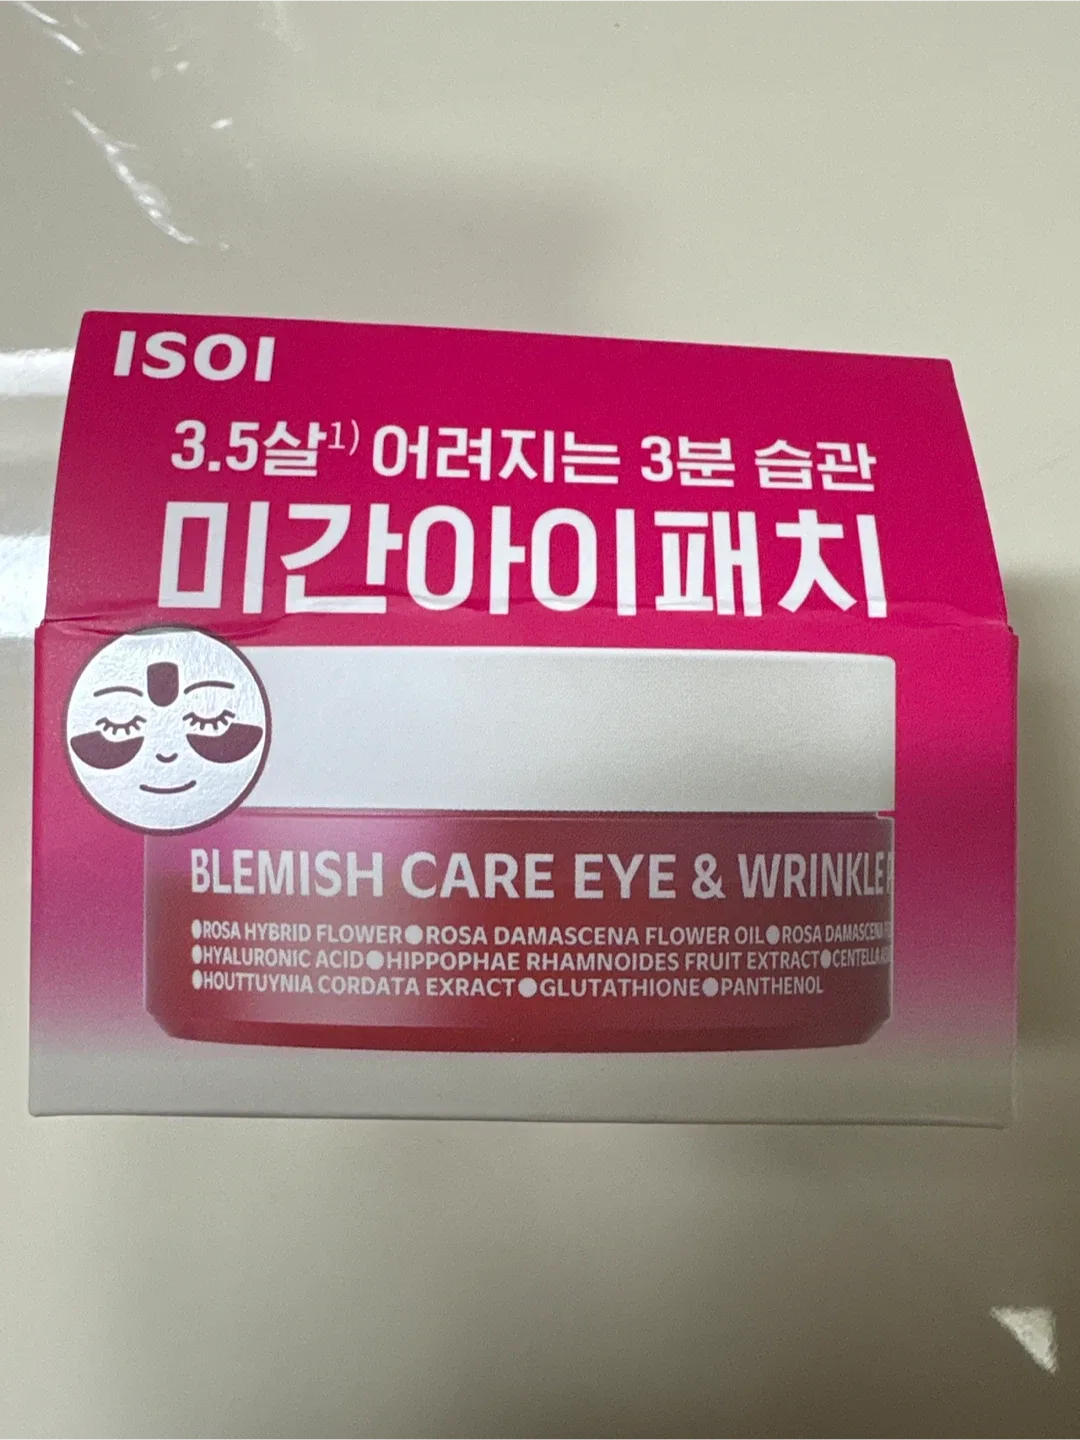 ISOI
3.5살1) 어려지는 3분 습관
미간아이패치
BLEMISH CARE EYE & WRINKLE
●ROSA HYBRID FLOWER●ROSA DAMASCENA FLOWER OIL●ROSA DAMASCENA
●HYALURONIC ACID●HIPPOPHAE RHAMNOIDES FRUIT EXTRACT●CENTELLA
●HOUTTUYNIA CORDATA EXRACT●GLUTATHIONE●PANTHENOL